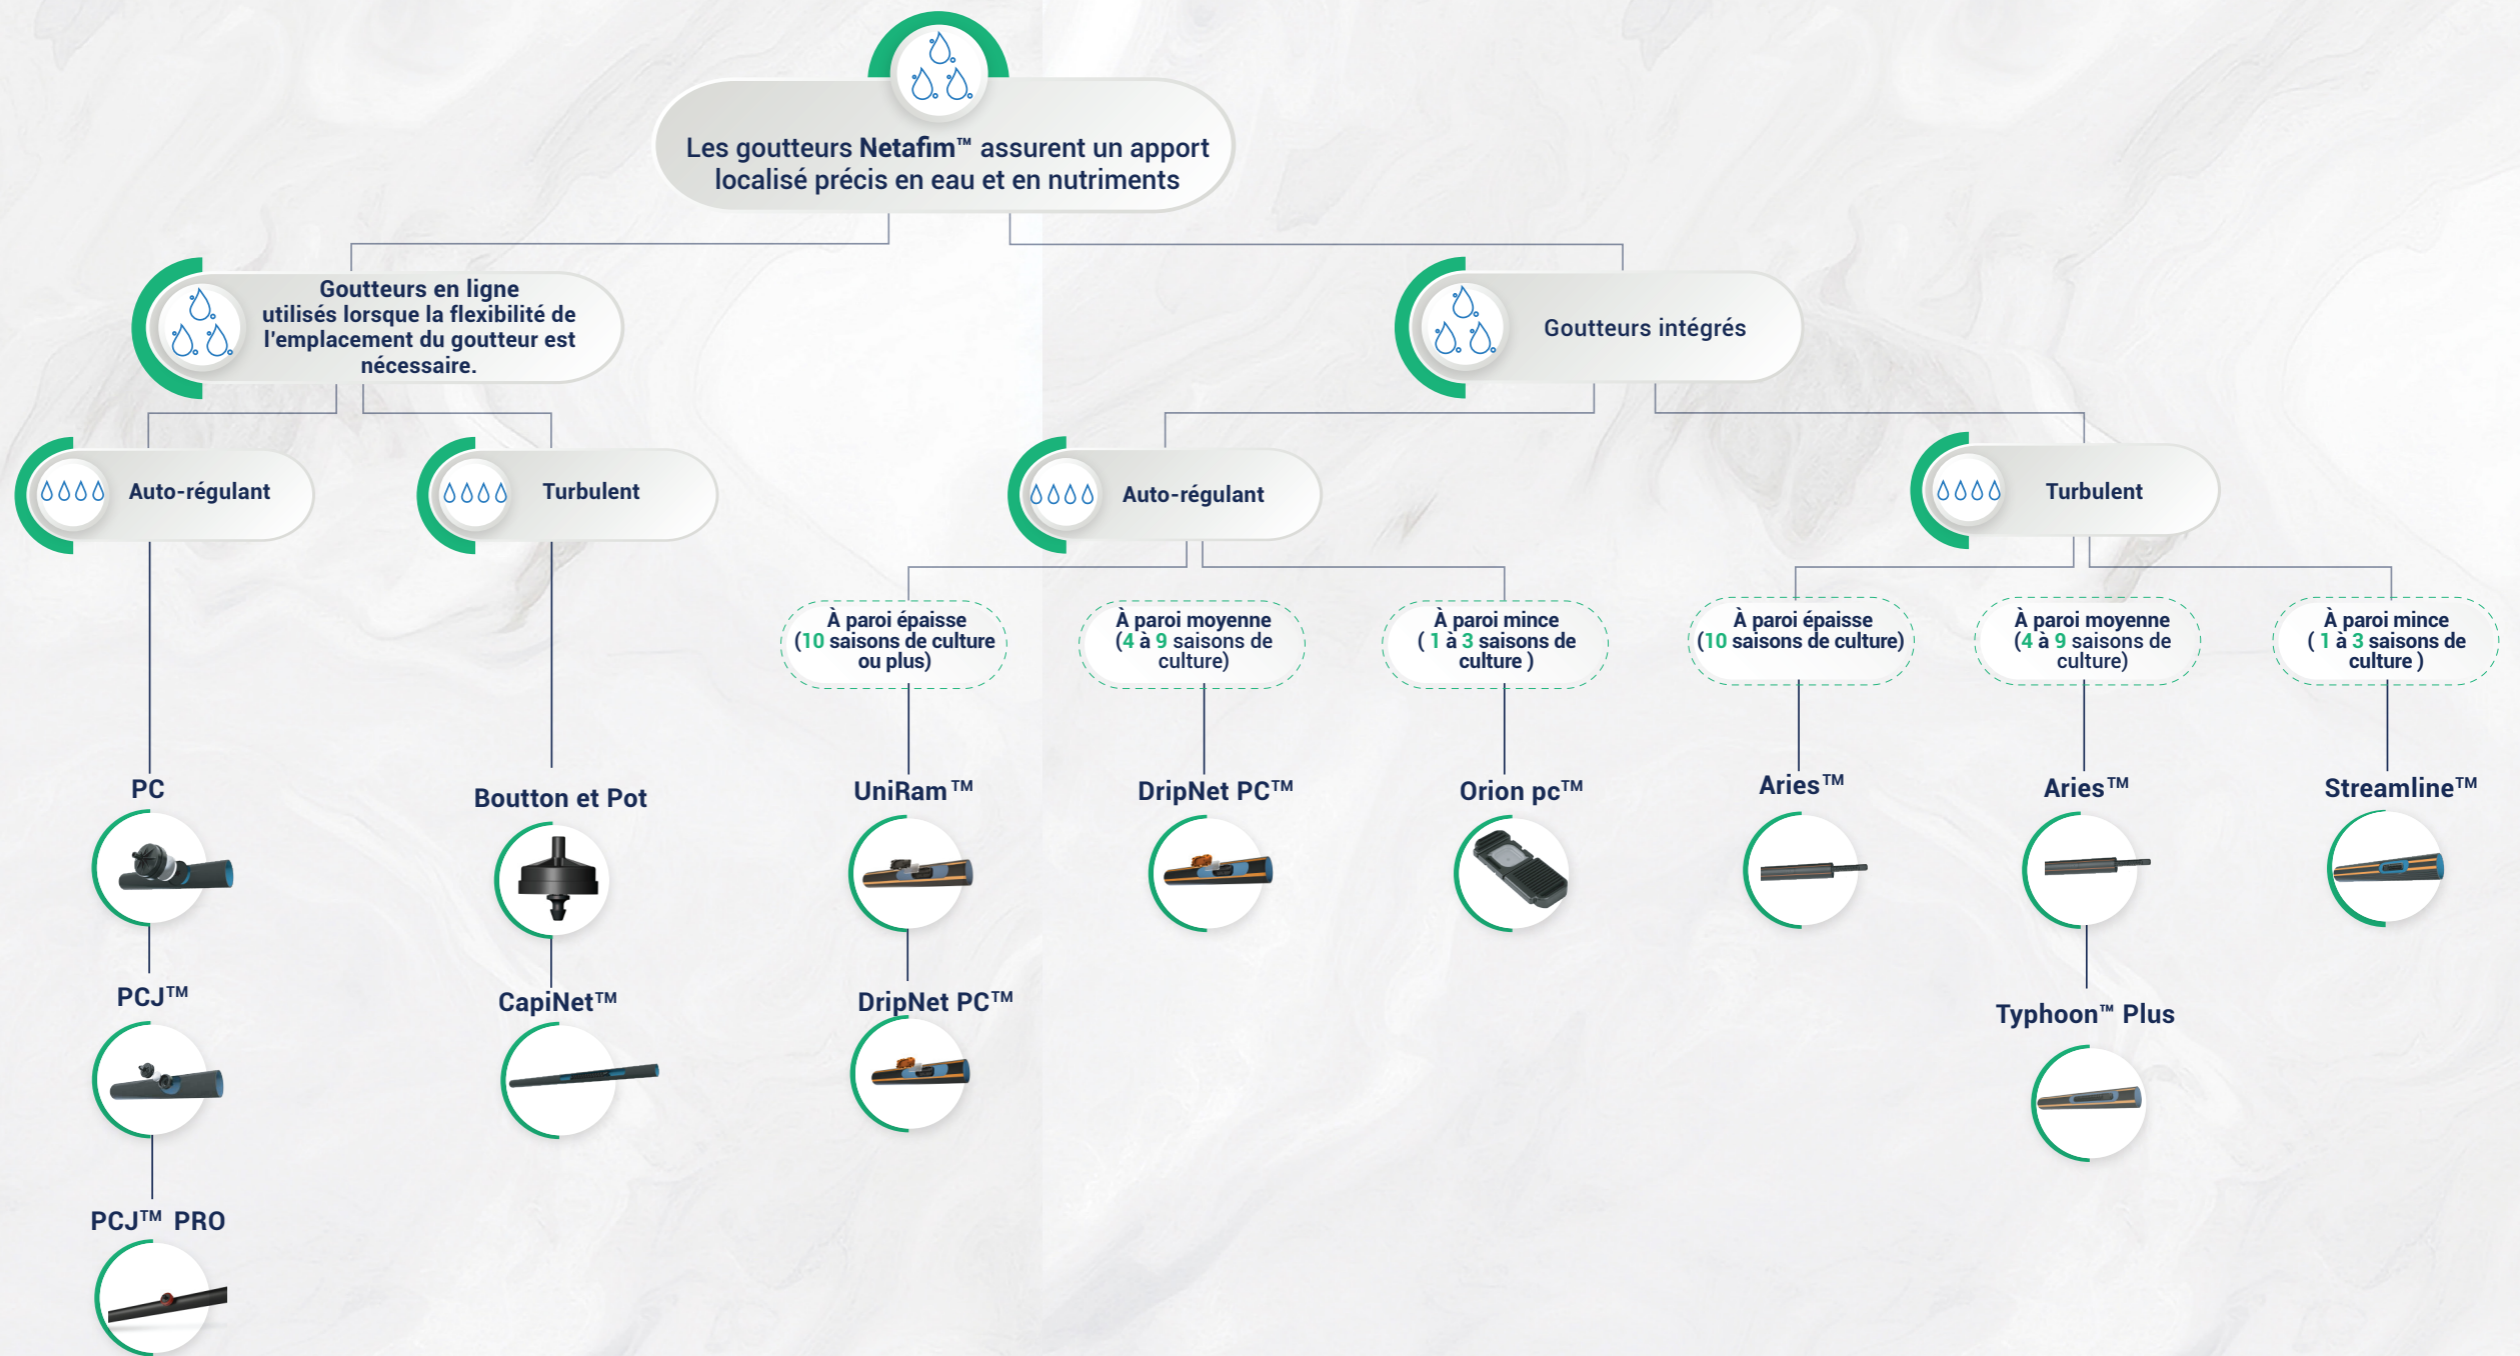 Les goutteurs Netafim™ assurent un apport
localisé précis en eau et en nutriments
Goutteurs en ligne
utilisés lorsque la flexibilité de
l'emplacement du goutteur est
nécessaire.
Goutteurs intégrés
Auto-régulant
Turbulent
Auto-régulant
Turbulent
À paroi épaisse
(10 saisons de culture
ou plus)
À paroi moyenne
(4 à 9 saisons de
culture)
À paroi mince
( 1 à 3 saisons de
culture )
À paroi épaisse
(10 saisons de culture)
À paroi moyenne
(4 à 9 saisons de
culture)
À paroi mince
( 1 à 3 saisons de
culture )
PC
Boutton et Pot
UniRam™
DripNet PC™
Orion pc™
Aries™
Aries™
Streamline™
PCJ™
CapiNet™
DripNet PC™
Typhoon™ Plus
PCJ™ PRO